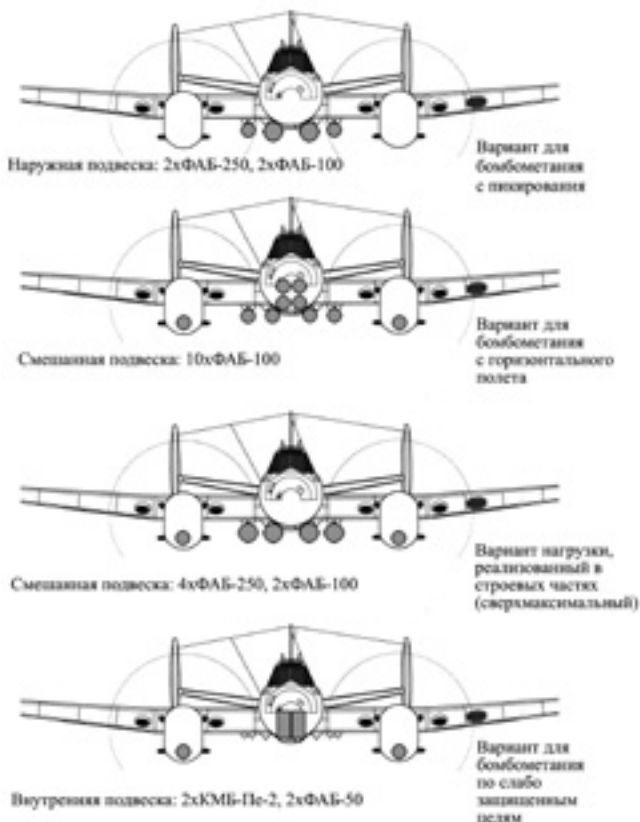 Наружная подвеска: 2хФАБ-250, 2хФАБ-100
Вариант для
бомбометания
с пикирования
Смешанная подвеска: 10хФАБ-100
Вариант для
бомбометания
с горизонтального
полета
Смешанная подвеска: 4хФАБ-250, 2хФАБ-100
Вариант нагрузки,
реализованный в
строевых частях
(сверхмаксимальный)
Внутренняя подвеска: 2хКМБ-Пе-2, 2хФАБ-50
Вариант для
бомбометания
по слабо
защищенным
целям